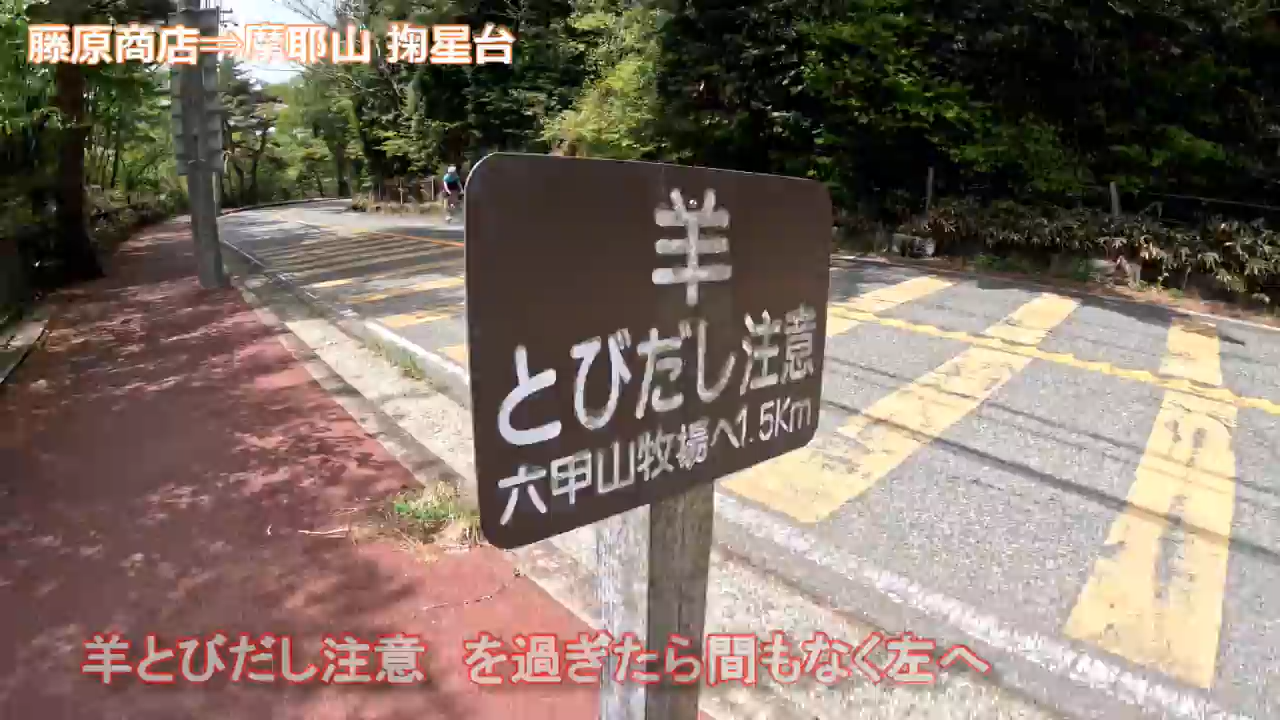 藤原商店⇒摩耶山 掬星台
羊
とびだし注意
六甲山牧場へ1.5Km
羊とびだし注意 を過ぎたら間もなく左へ